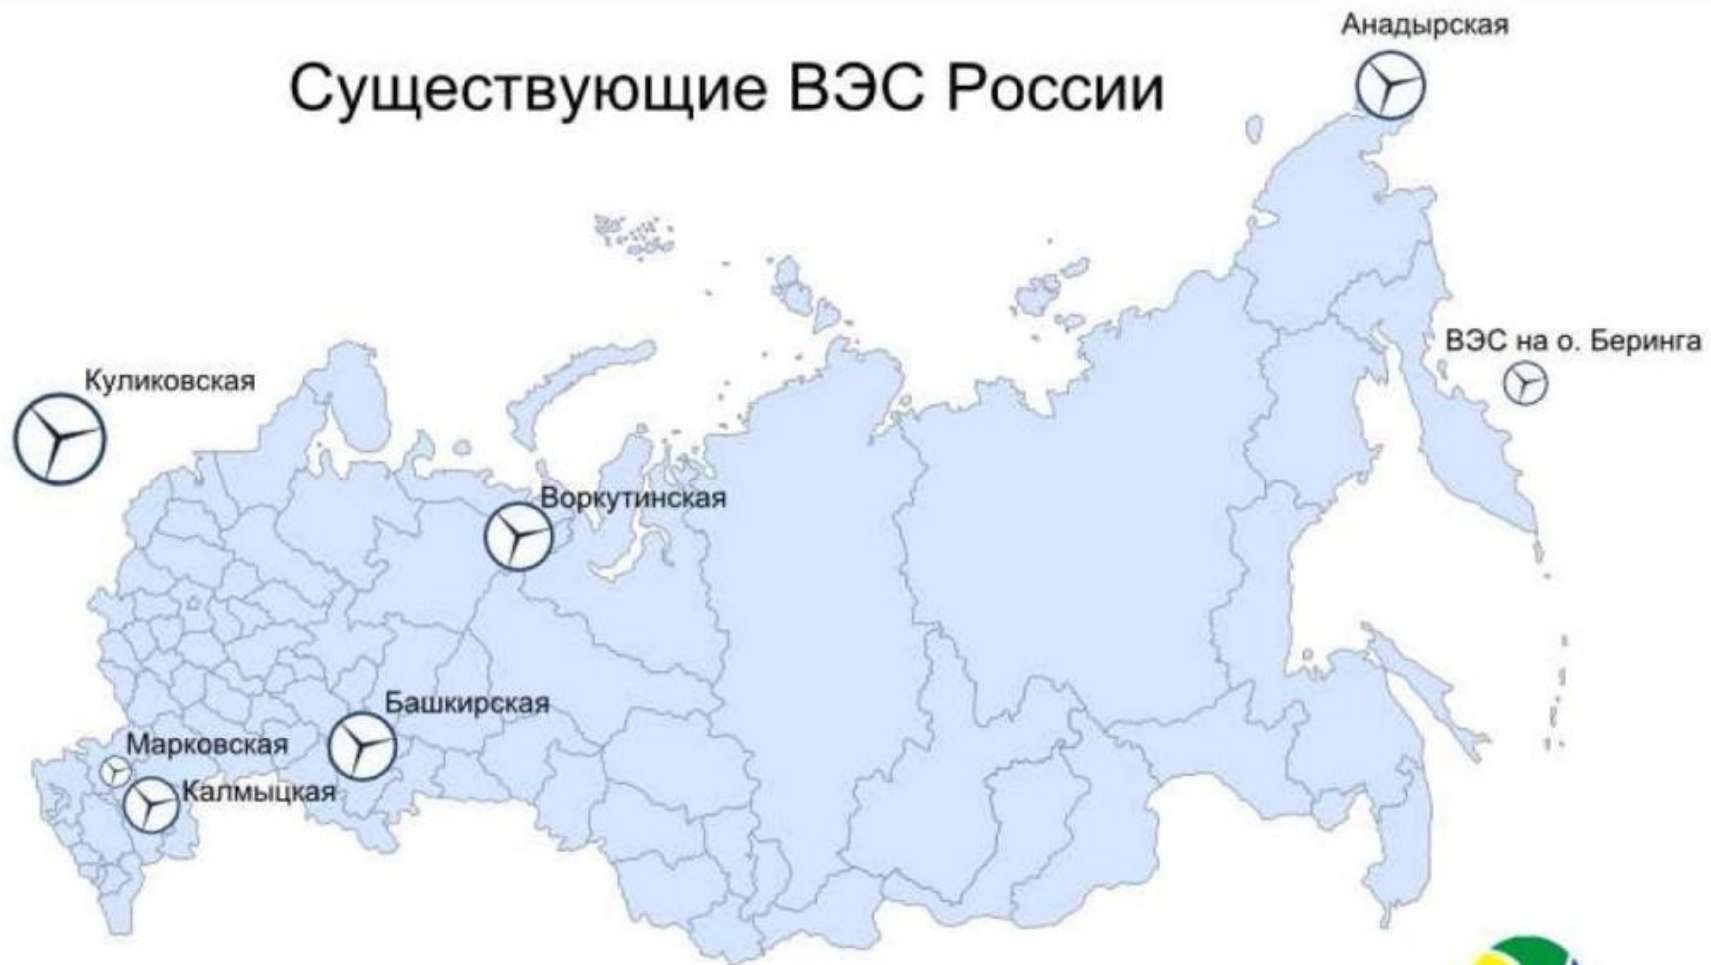 Анадырская
Существующие ВЭС России
ВЭС на о. Беринга
Куликовская
Воркутинская
Башкирская
Марковская
Калмыцкая